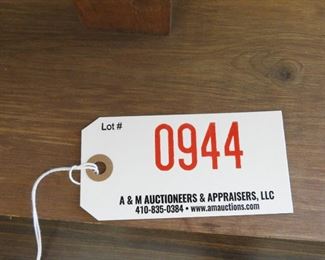 Lot #
0944
A & M AUCTIONEERS & APPRAISERS, LLC
410-835-0384 • www.amauctions.com